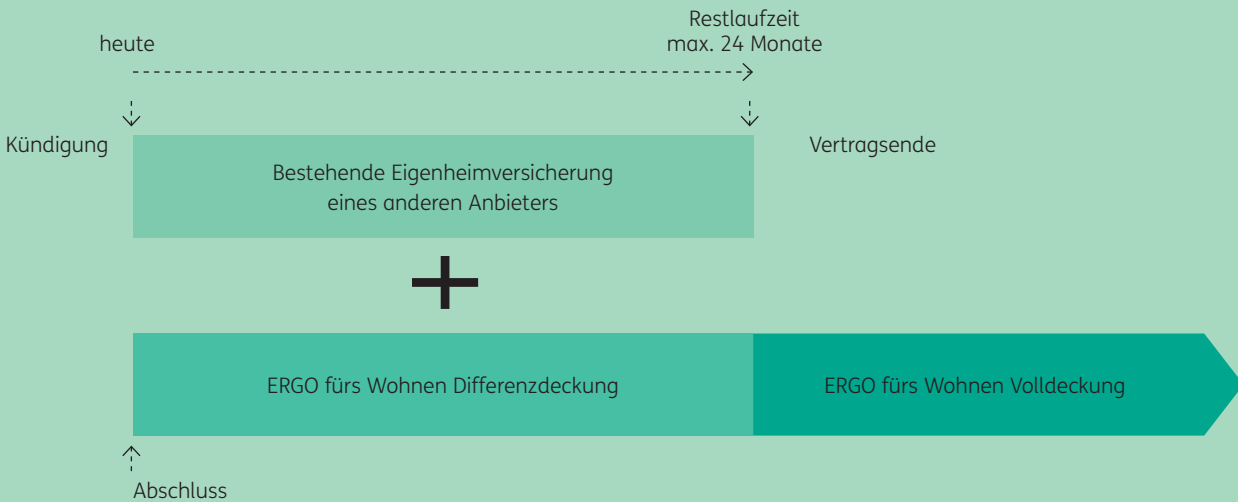 heute
Restlaufzeit
max. 24 Monate
Kündigung
Vertragsende
Bestehende Eigenheimversicherung
eines anderen Anbieters
+
ERGO fürs Wohnen Differenzdeckung
ERGO fürs Wohnen Volldeckung
Abschluss